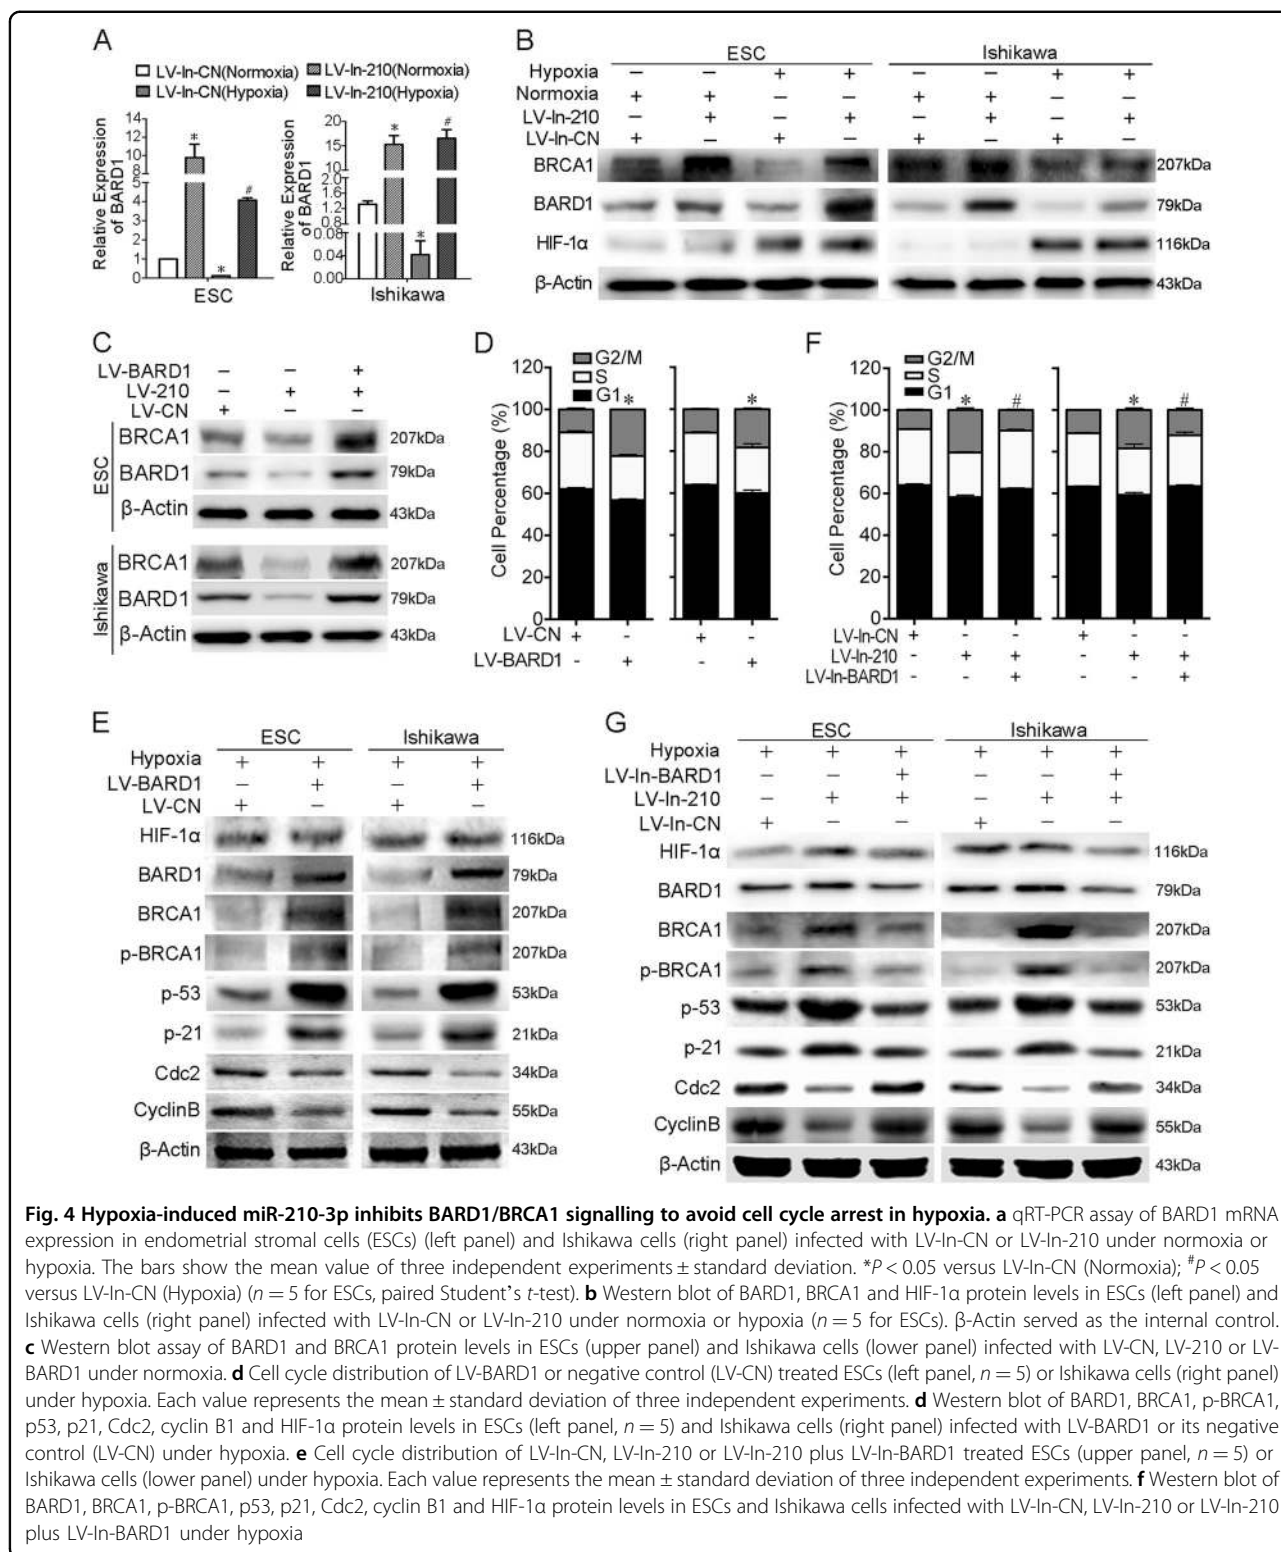 A
LV-In-CN(Normoxia) LV-In-210(Normoxia)
LV-In-CN(Hypoxia) LV-In-210(Hypoxia)
Relative Expression of BARD1
14
12
10
8
6
5
4
3
2
1
0
* * #
ESC
Relative Expression of BARD1
20
15
10
5
2.0
1.6
1.2
0.08
0.04
0.00
* * #
Ishikawa
B
ESC Ishikawa
Hypoxia − − + + − − + +
Normoxia + + − − + + − −
LV-In-210 − + − + − + − +
LV-In-CN + − + − + − + −
BRCA1 207kDa
BARD1 79kDa
HIF-1α 116kDa
β-Actin 43kDa
C
LV-BARD1 − − +
LV-210 − + +
LV-CN + − −
ESC
BRCA1 207kDa
BARD1 79kDa
β-Actin 43kDa
Ishikawa
BRCA1 207kDa
BARD1 79kDa
β-Actin 43kDa
D
G2/M
S
G1
Cell Percentage (%)
120
100
80
60
40
20
0
* *
LV-CN + - + -
LV-BARD1 - + - +
F
G2/M
S
G1
Cell Percentage (%)
120
100
80
60
40
20
0
* # * #
LV-In-CN + - - + - -
LV-In-210 - + + - + +
LV-In-BARD1 - - + - - +
E
ESC Ishikawa
Hypoxia + + + +
LV-BARD1 − + − +
LV-CN + − + −
HIF-1α 116kDa
BARD1 79kDa
BRCA1 207kDa
p-BRCA1 207kDa
p-53 53kDa
p-21 21kDa
Cdc2 34kDa
CyclinB 55kDa
β-Actin 43kDa
G
ESC Ishikawa
Hypoxia + + + + + +
LV-In-BARD1 − − + − − +
LV-In-210 − + + − + +
LV-In-CN + − − + − −
HIF-1α 116kDa
BARD1 79kDa
BRCA1 207kDa
p-BRCA1 207kDa
p-53 53kDa
p-21 21kDa
Cdc2 34kDa
CyclinB 55kDa
β-Actin 43kDa
Fig. 4 Hypoxia-induced miR-210-3p inhibits BARD1/BRCA1 signalling to avoid cell cycle arrest in hypoxia. a qRT-PCR assay of BARD1 mRNA
expression in endometrial stromal cells (ESCs) (left panel) and Ishikawa cells (right panel) infected with LV-In-CN or LV-In-210 under normoxia or
hypoxia. The bars show the mean value of three independent experiments ± standard deviation. *P < 0.05 versus LV-In-CN (Normoxia); #P < 0.05
versus LV-In-CN (Hypoxia) (n = 5 for ESCs, paired Student's t-test). b Western blot of BARD1, BRCA1 and HIF-1α protein levels in ESCs (left panel) and
Ishikawa cells (right panel) infected with LV-In-CN or LV-In-210 under normoxia or hypoxia (n = 5 for ESCs). β-Actin served as the internal control.
c Western blot assay of BARD1 and BRCA1 protein levels in ESCs (upper panel) and Ishikawa cells (lower panel) infected with LV-CN, LV-210 or LV-
BARD1 under normoxia. d Cell cycle distribution of LV-BARD1 or negative control (LV-CN) treated ESCs (left panel, n = 5) or Ishikawa cells (right panel)
under hypoxia. Each value represents the mean ± standard deviation of three independent experiments. d Western blot of BARD1, BRCA1, p-BRCA1,
p53, p21, Cdc2, cyclin B1 and HIF-1α protein levels in ESCs (left panel, n = 5) and Ishikawa cells (right panel) infected with LV-BARD1 or its negative
control (LV-CN) under hypoxia. e Cell cycle distribution of LV-In-CN, LV-In-210 or LV-In-210 plus LV-In-BARD1 treated ESCs (upper panel, n = 5) or
Ishikawa cells (lower panel) under hypoxia. Each value represents the mean ± standard deviation of three independent experiments. f Western blot of
BARD1, BRCA1, p-BRCA1, p53, p21, Cdc2, cyclin B1 and HIF-1α protein levels in ESCs and Ishikawa cells infected with LV-In-CN, LV-In-210 or LV-In-210
plus LV-In-BARD1 under hypoxia